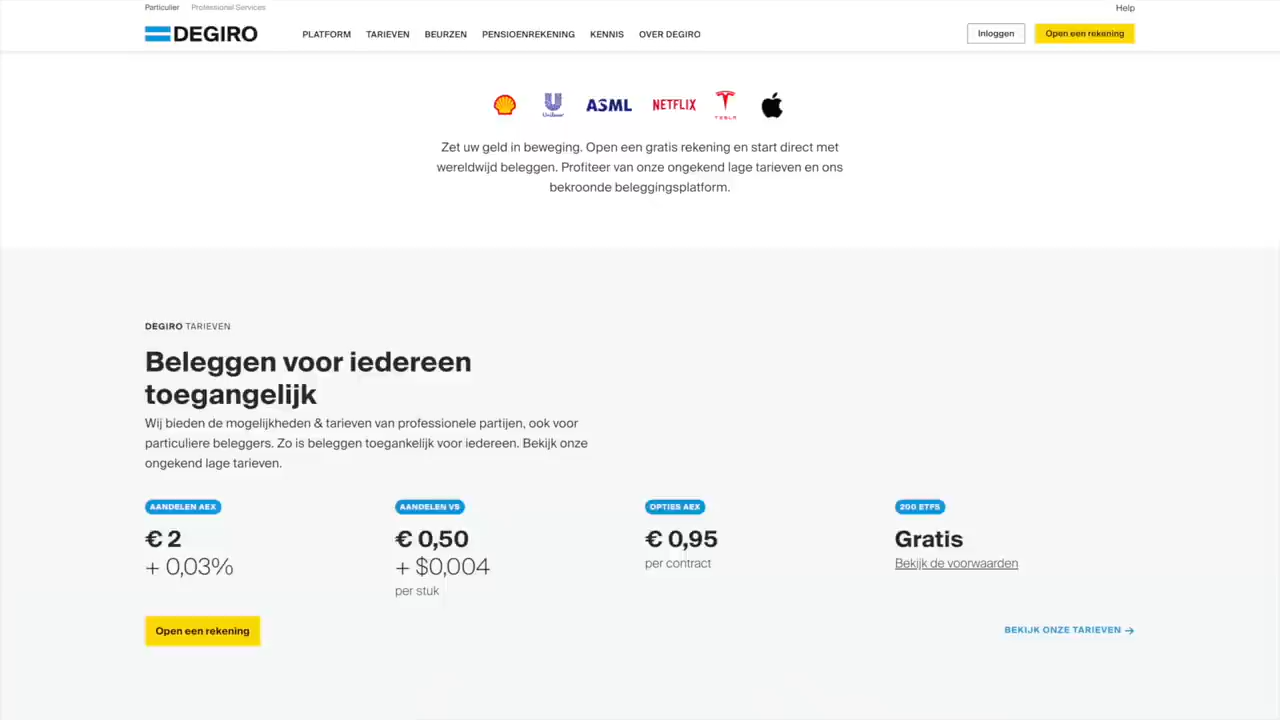 Particulier Professional Services Help
DEGIRO PLATFORM TARIEVEN BEURZEN PENSIOENREKENING KENNIS OVER DEGIRO Inloggen Open een rekening
Unilever ASML NETFLIX TESLA
Zet uw geld in beweging. Open een gratis rekening en start direct met
wereldwijd beleggen. Profiteer van onze ongekend lage tarieven en ons
bekroonde beleggingsplatform.
DEGIRO TARIEVEN
Beleggen voor iedereen
toegangelijk
Wij bieden de mogelijkheden & tarieven van professionele partijen, ook voor
particuliere beleggers. Zo is beleggen toegankelijk voor iedereen. Bekijk onze
ongekend lage tarieven.
AANDELEN AEX AANDELEN VS OPTIES AEX 200 ETFS
€ 2 € 0,50 € 0,95 Gratis
+ 0,03% + $0,004 per contract Bekijk de voorwaarden
per stuk
Open een rekening BEKIJK ONZE TARIEVEN →